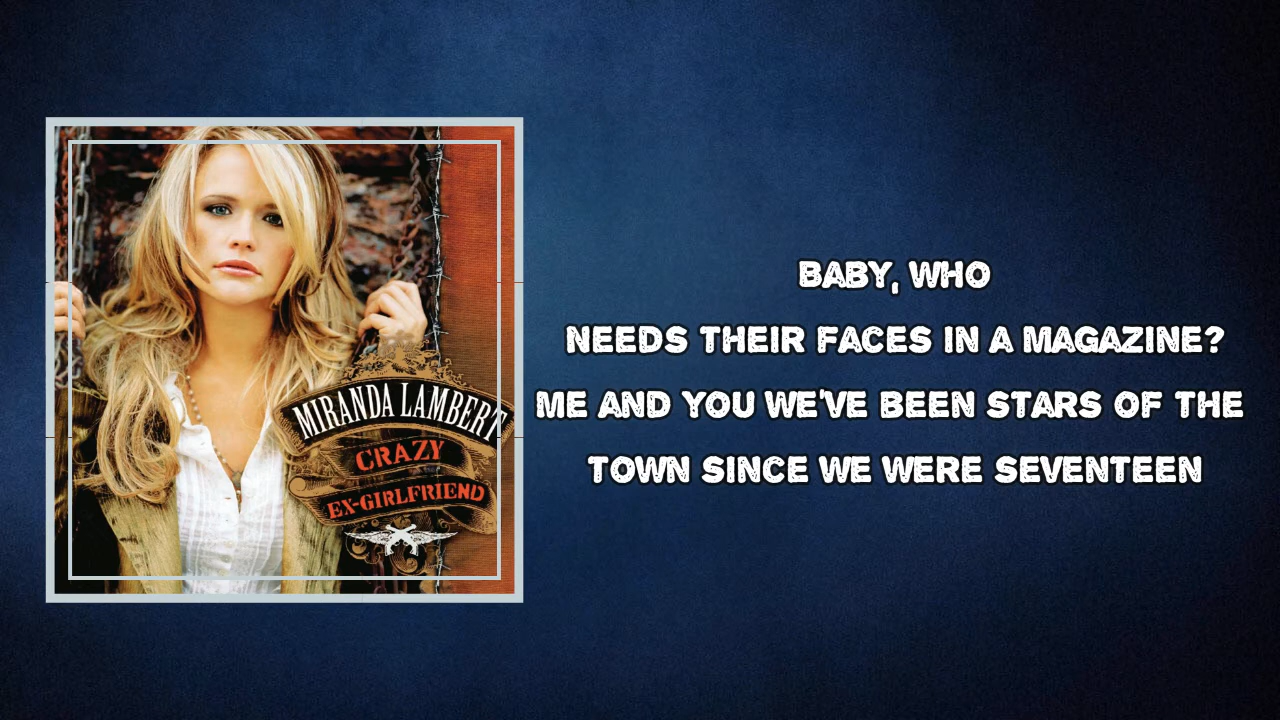 MIRANDA LAMBERT
CRAZY
EX-GIRLFRIEND
BABY, WHO
NEEDS THEIR FACES IN A MAGAZINE?
ME AND YOU WE'VE BEEN STARS OF THE
TOWN SINCE WE WERE SEVENTEEN